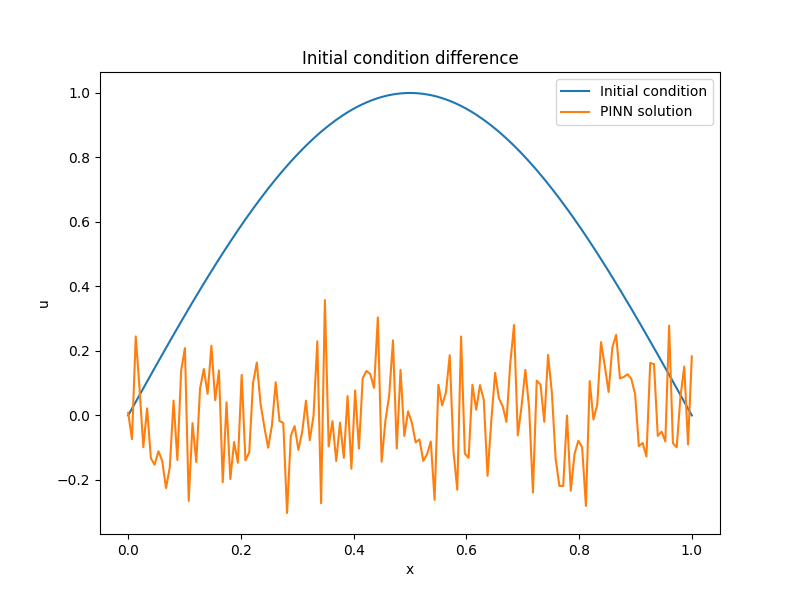 Initial condition difference
Initial condition
PINN solution
1.0
0.8
0.6
0.4
0.2
0.0
−0.2
u
0.0 0.2 0.4 0.6 0.8 1.0
x